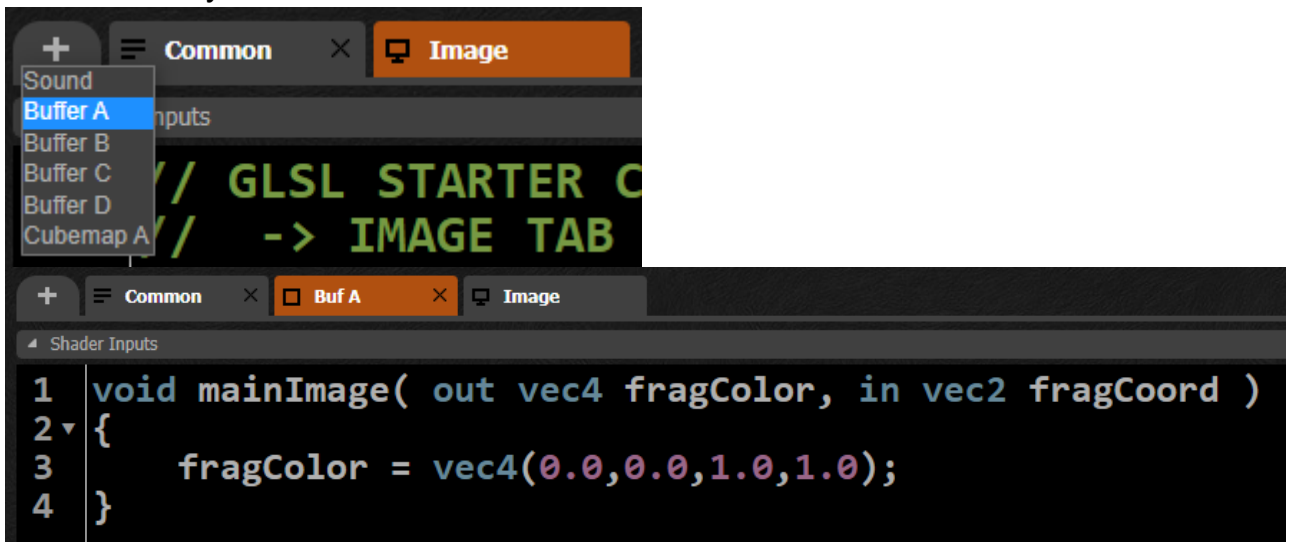 + Common × Image
Sound
Buffer A
nputs
Buffer B
Buffer C
// GLSL STARTER C
Buffer D
Cubemap A
// -> IMAGE TAB
+ Common × Buf A × Image
Shader Inputs
1 void mainImage( out vec4 fragColor, in vec2 fragCoord )
2 {
3 fragColor = vec4(0.0,0.0,1.0,1.0);
4 }